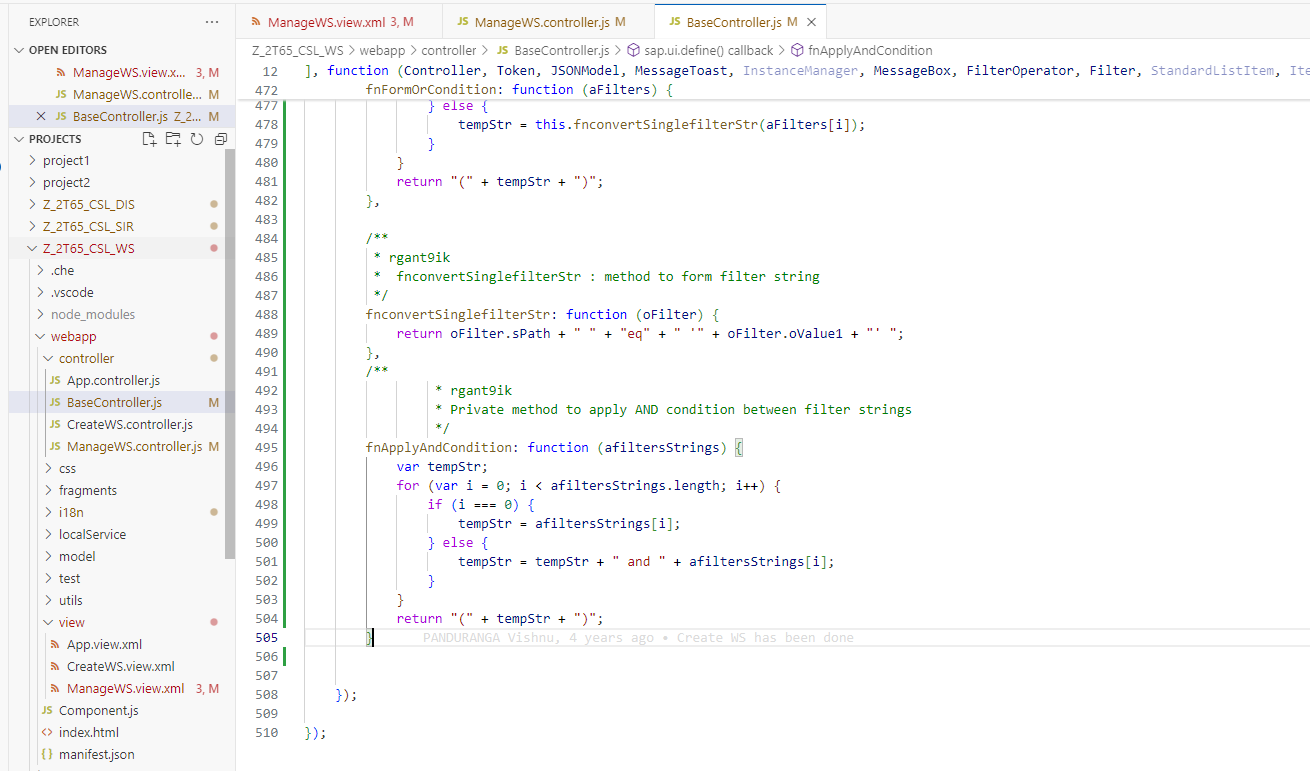 EXPLORER ...
OPEN EDITORS
ManageWS.view.x... 3, M
JS ManageWS.controlle... M
JS BaseController.js Z_2... M
PROJECTS
project1
project2
Z_2T65_CSL_DIS
Z_2T65_CSL_SIR
Z_2T65_CSL_WS
.che
.vscode
node_modules
webapp
controller
JS App.controller.js
JS BaseController.js M
JS CreateWS.controller.js
JS ManageWS.controller.js M
css
fragments
i18n
localService
model
test
utils
view
App.view.xml
CreateWS.view.xml
ManageWS.view.xml 3, M
JS Component.js
<> index.html
{} manifest.json
ManageWS.view.xml 3, M
JS ManageWS.controller.js M
JS BaseController.js M
Z_2T65_CSL_WS > webapp > controller > JS BaseController.js > sap.ui.define() callback > fnApplyAndCondition
12 ], function (Controller, Token, JSONModel, MessageToast, InstanceManager, MessageBox, FilterOperator, Filter, StandardListItem, Ite
472 fnFormOrCondition: function (aFilters) {
477 } else {
478 tempStr = this.fnconvertSinglefilterStr(aFilters[i]);
479 }
480 }
481 return "(" + tempStr + ")";
482 },
483
484 /**
485 * rgant9ik
486 * fnconvertSinglefilterStr : method to form filter string
487 */
488 fnconvertSinglefilterStr: function (oFilter) {
489 return oFilter.sPath + " " + "eq" + " '" + oFilter.oValue1 + "' ";
490 },
491 /**
492 * rgant9ik
493 * Private method to apply AND condition between filter strings
494 */
495 fnApplyAndCondition: function (afiltersStrings) {
496 var tempStr;
497 for (var i = 0; i < afiltersStrings.length; i++) {
498 if (i === 0) {
499 tempStr = afiltersStrings[i];
500 } else {
501 tempStr = tempStr + " and " + afiltersStrings[i];
502 }
503 }
504 return "(" + tempStr + ")";
505 } PANDURANGA Vishnu, 4 years ago • Create WS has been done
506
507
508 });
509
510 });